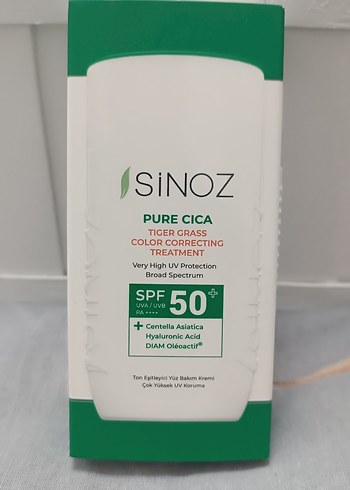 SiNOZ
PURE CICA
TIGER GRASS
COLOR CORRECTING
TREATMENT
Very High UV Protection
Broad Spectrum
SPF 50+
UVA / UVB
PA ++++
+ Centella Asiatica
Hyaluronic Acid
DIAM Oléoactif®
Ton Eşitleyici Yüz Bakım Kremi
Çok Yüksek UV Koruma